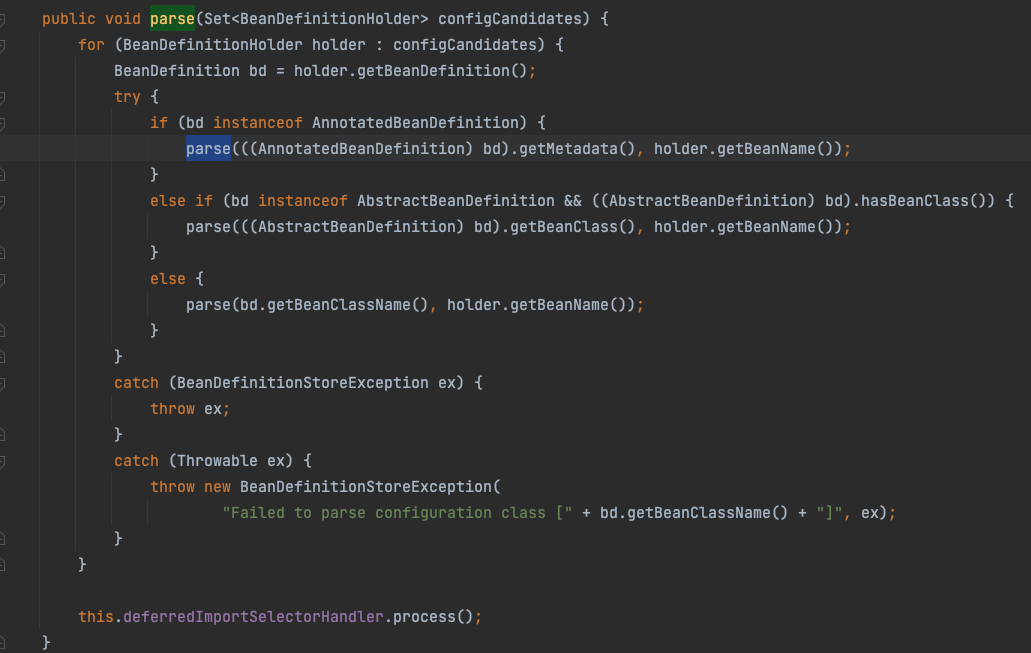 public void parse(Set<BeanDefinitionHolder> configCandidates) {
    for (BeanDefinitionHolder holder : configCandidates) {
        BeanDefinition bd = holder.getBeanDefinition();
        try {
            if (bd instanceof AnnotatedBeanDefinition) {
                parse(((AnnotatedBeanDefinition) bd).getMetadata(), holder.getBeanName());
            }
            else if (bd instanceof AbstractBeanDefinition && ((AbstractBeanDefinition) bd).hasBeanClass()) {
                parse(((AbstractBeanDefinition) bd).getBeanClass(), holder.getBeanName());
            }
            else {
                parse(bd.getBeanClassName(), holder.getBeanName());
            }
        }
        catch (BeanDefinitionStoreException ex) {
            throw ex;
        }
        catch (Throwable ex) {
            throw new BeanDefinitionStoreException(
                    "Failed to parse configuration class [" + bd.getBeanClassName() + "]", ex);
        }
    }

    this.deferredImportSelectorHandler.process();
}